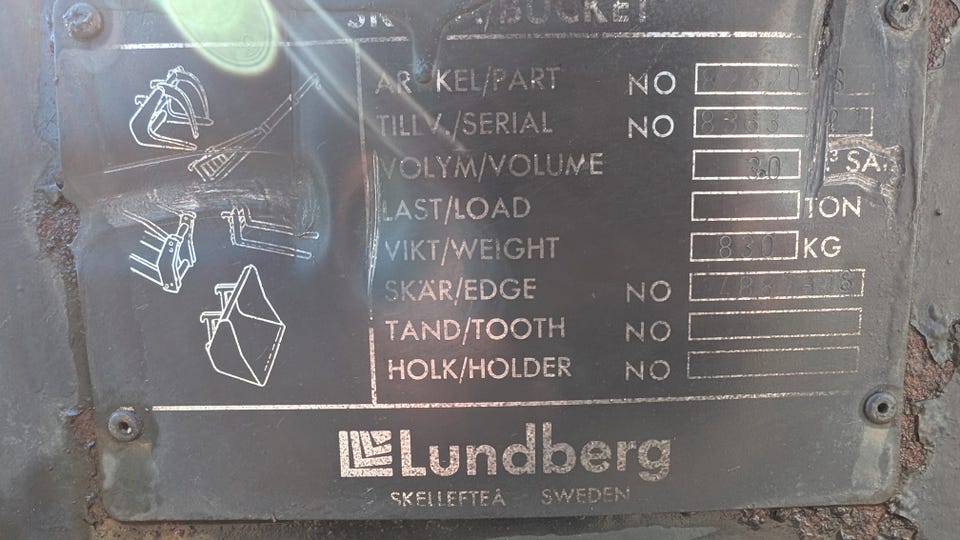 /BUCKET
/PART NO
TILLV./SERIAL NO
VOLYM/VOLUME 3.0
LAST/LOAD TON
VIKT/WEIGHT 830 KG
SKÄR/EDGE NO
TAND/TOOTH NO
HOLK/HOLDER NO
Lundberg
SKELLEFTEÅ SWEDEN